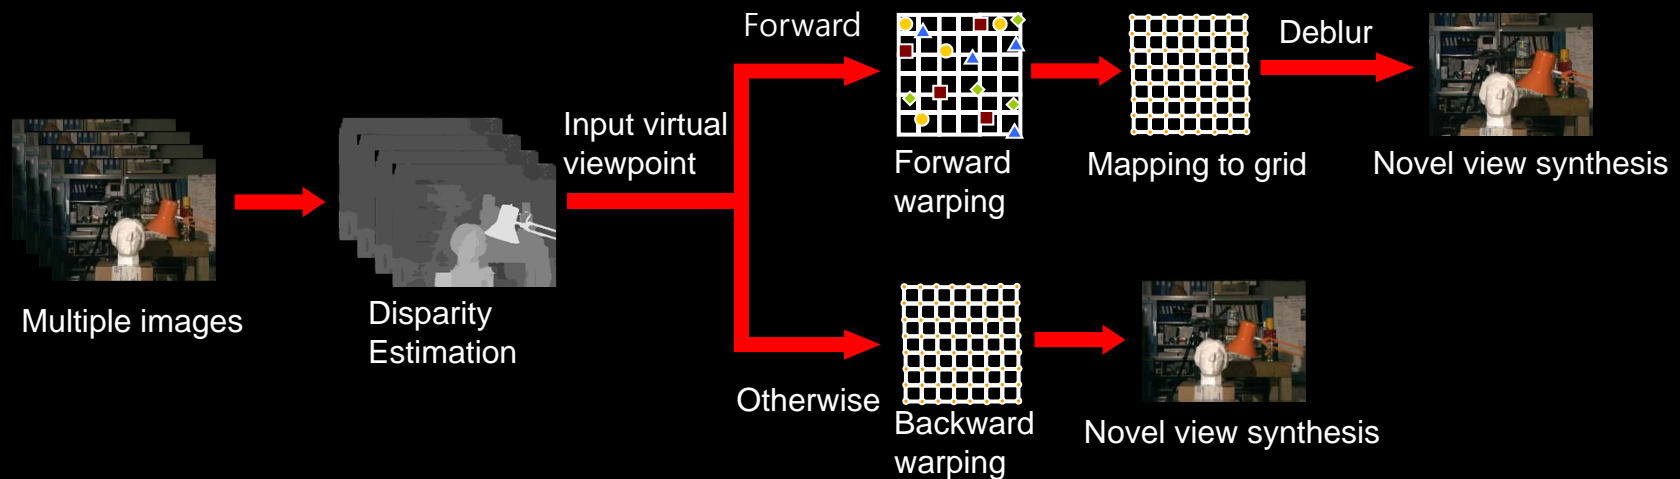 Multiple images
Disparity
Estimation
Input virtual
viewpoint
Forward
Forward
warping
Mapping to grid
Deblur
Novel view synthesis
Otherwise
Backward
warping
Novel view synthesis